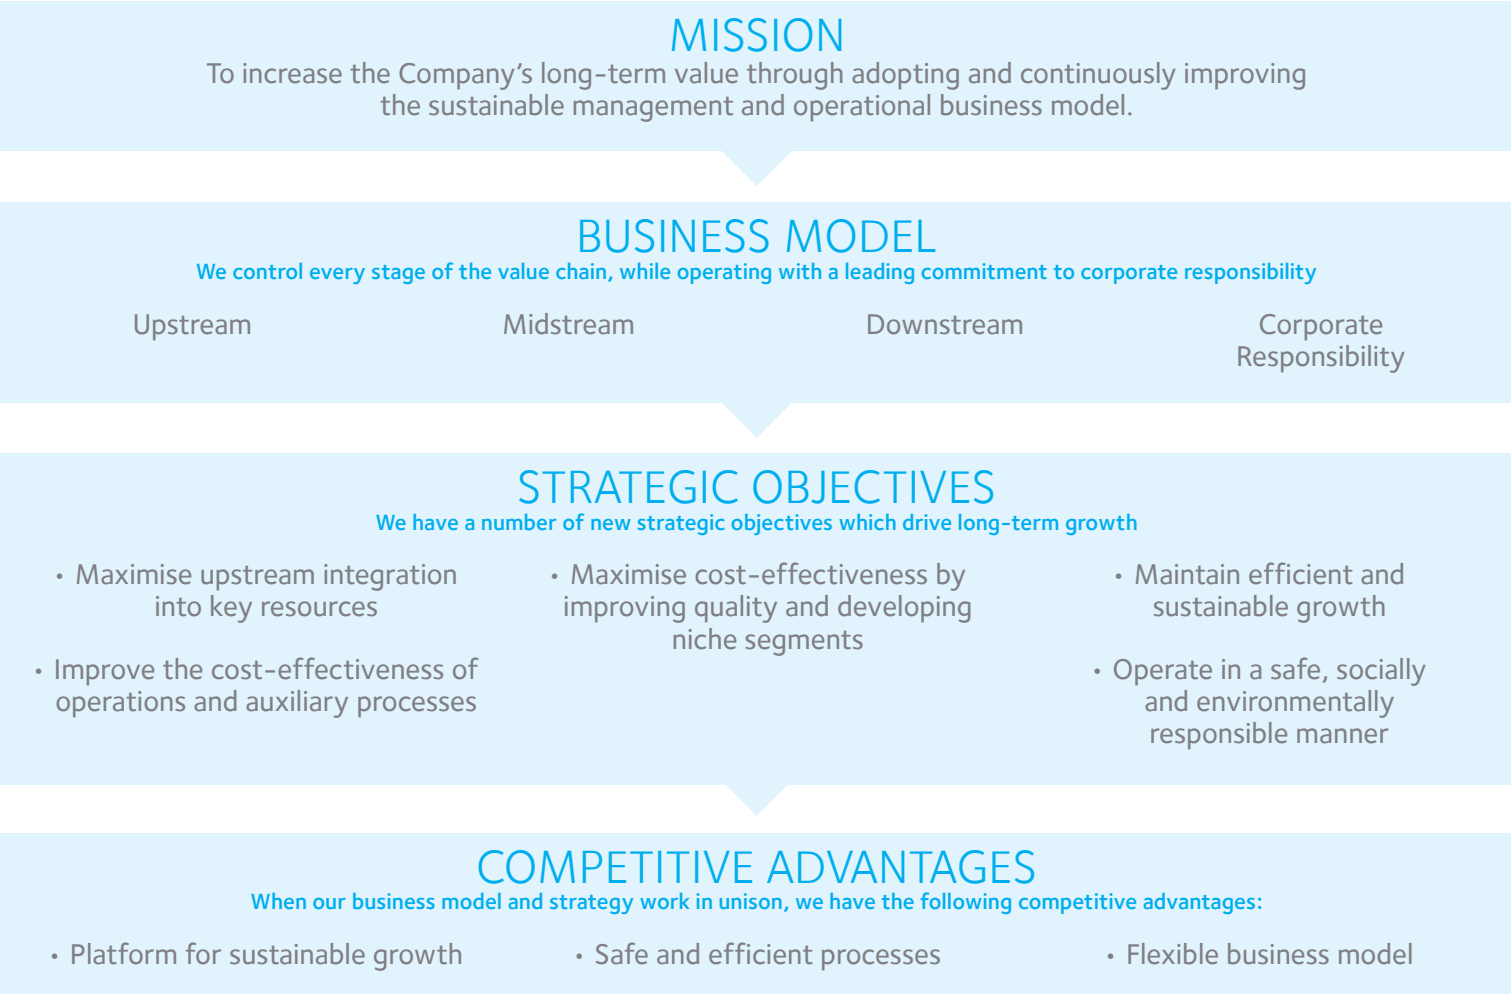 MISSION
To increase the Company’s long-term value through adopting and continuously improving
the sustainable management and operational business model.
BUSINESS MODEL
We control every stage of the value chain, while operating with a leading commitment to corporate responsibility
Upstream
Midstream
Downstream
Corporate
Responsibility
STRATEGIC OBJECTIVES
We have a number of new strategic objectives which drive long-term growth
• Maximise upstream integration
into key resources
• Improve the cost-effectiveness of
operations and auxiliary processes
• Maximise cost-effectiveness by
improving quality and developing
niche segments
• Maintain efficient and
sustainable growth
• Operate in a safe, socially
and environmentally
responsible manner
COMPETITIVE ADVANTAGES
When our business model and strategy work in unison, we have the following competitive advantages:
• Platform for sustainable growth
• Safe and efficient processes
• Flexible business model